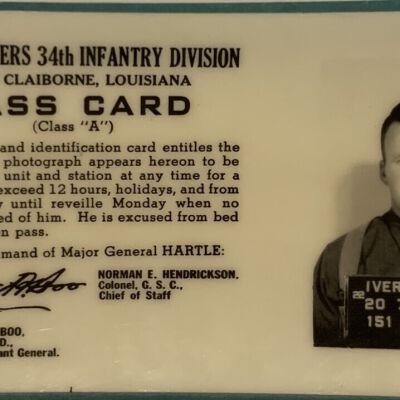 ERS 34th INFANTRY DIVISION
CLAIBORNE, LOUISIANA
ASS CARD
(Class "A")
and identification card entitles the
photograph appears hereon to be
unit and station at any time for a
exceed 12 hours, holidays, and from
y until reveille Monday when no
ed of him. He is excused from bed
en pass.
mmand of Major General HARTLE:
NORMAN E. HENDRICKSON,
Colonel, G. S. C.,
Chief of Staff
BOO,
D.,
ant General.
IVER
22 20
151